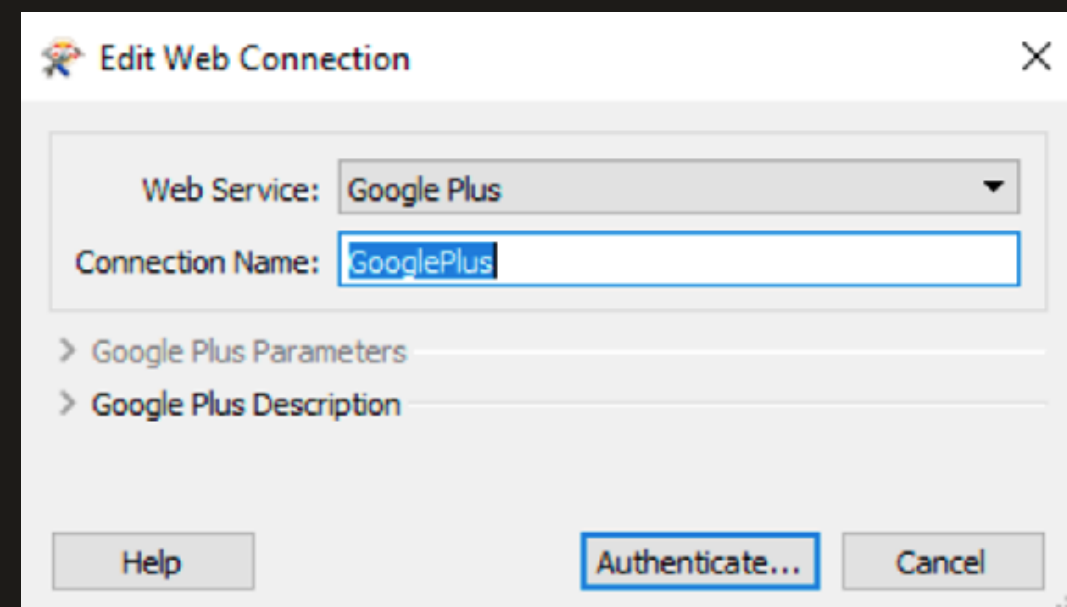 Edit Web Connection
Web Service: Google Plus
Connection Name: GooglePlus
Google Plus Parameters
Google Plus Description
Help Authenticate... Cancel